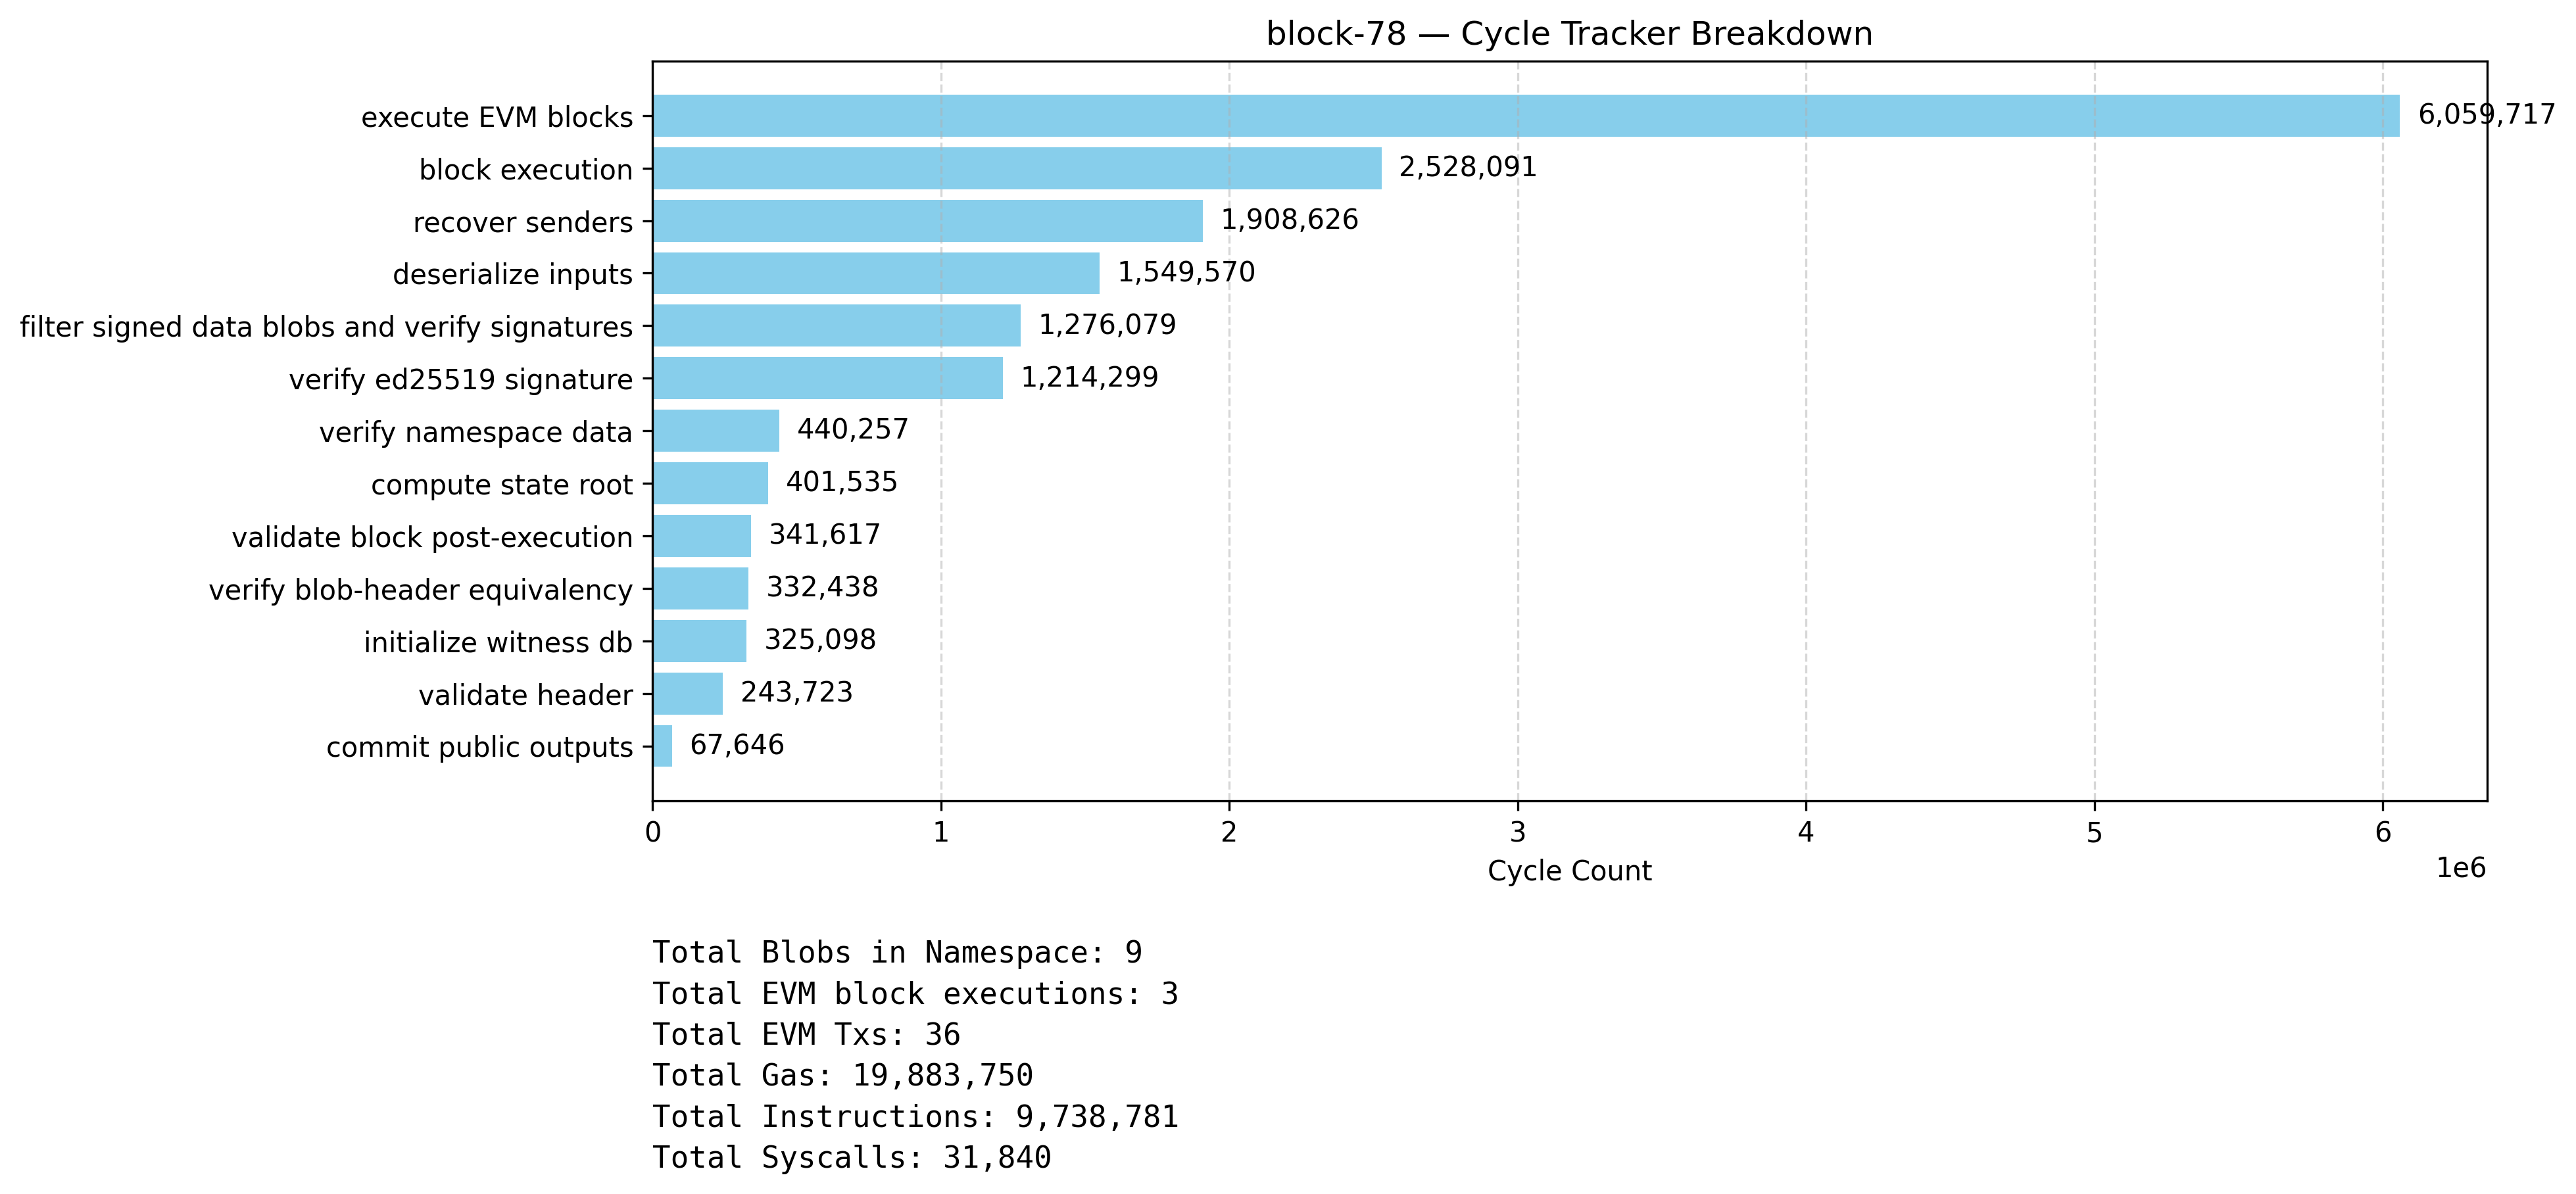 block-78 — Cycle Tracker Breakdown
execute EVM blocks 6,059,717
block execution 2,528,091
recover senders 1,908,626
deserialize inputs 1,549,570
filter signed data blobs and verify signatures 1,276,079
verify ed25519 signature 1,214,299
verify namespace data 440,257
compute state root 401,535
validate block post-execution 341,617
verify blob-header equivalency 332,438
initialize witness db 325,098
validate header 243,723
commit public outputs 67,646
0 1 2 3 4 5 6
1e6
Cycle Count
Total Blobs in Namespace: 9
Total EVM block executions: 3
Total EVM Txs: 36
Total Gas: 19,883,750
Total Instructions: 9,738,781
Total Syscalls: 31,840